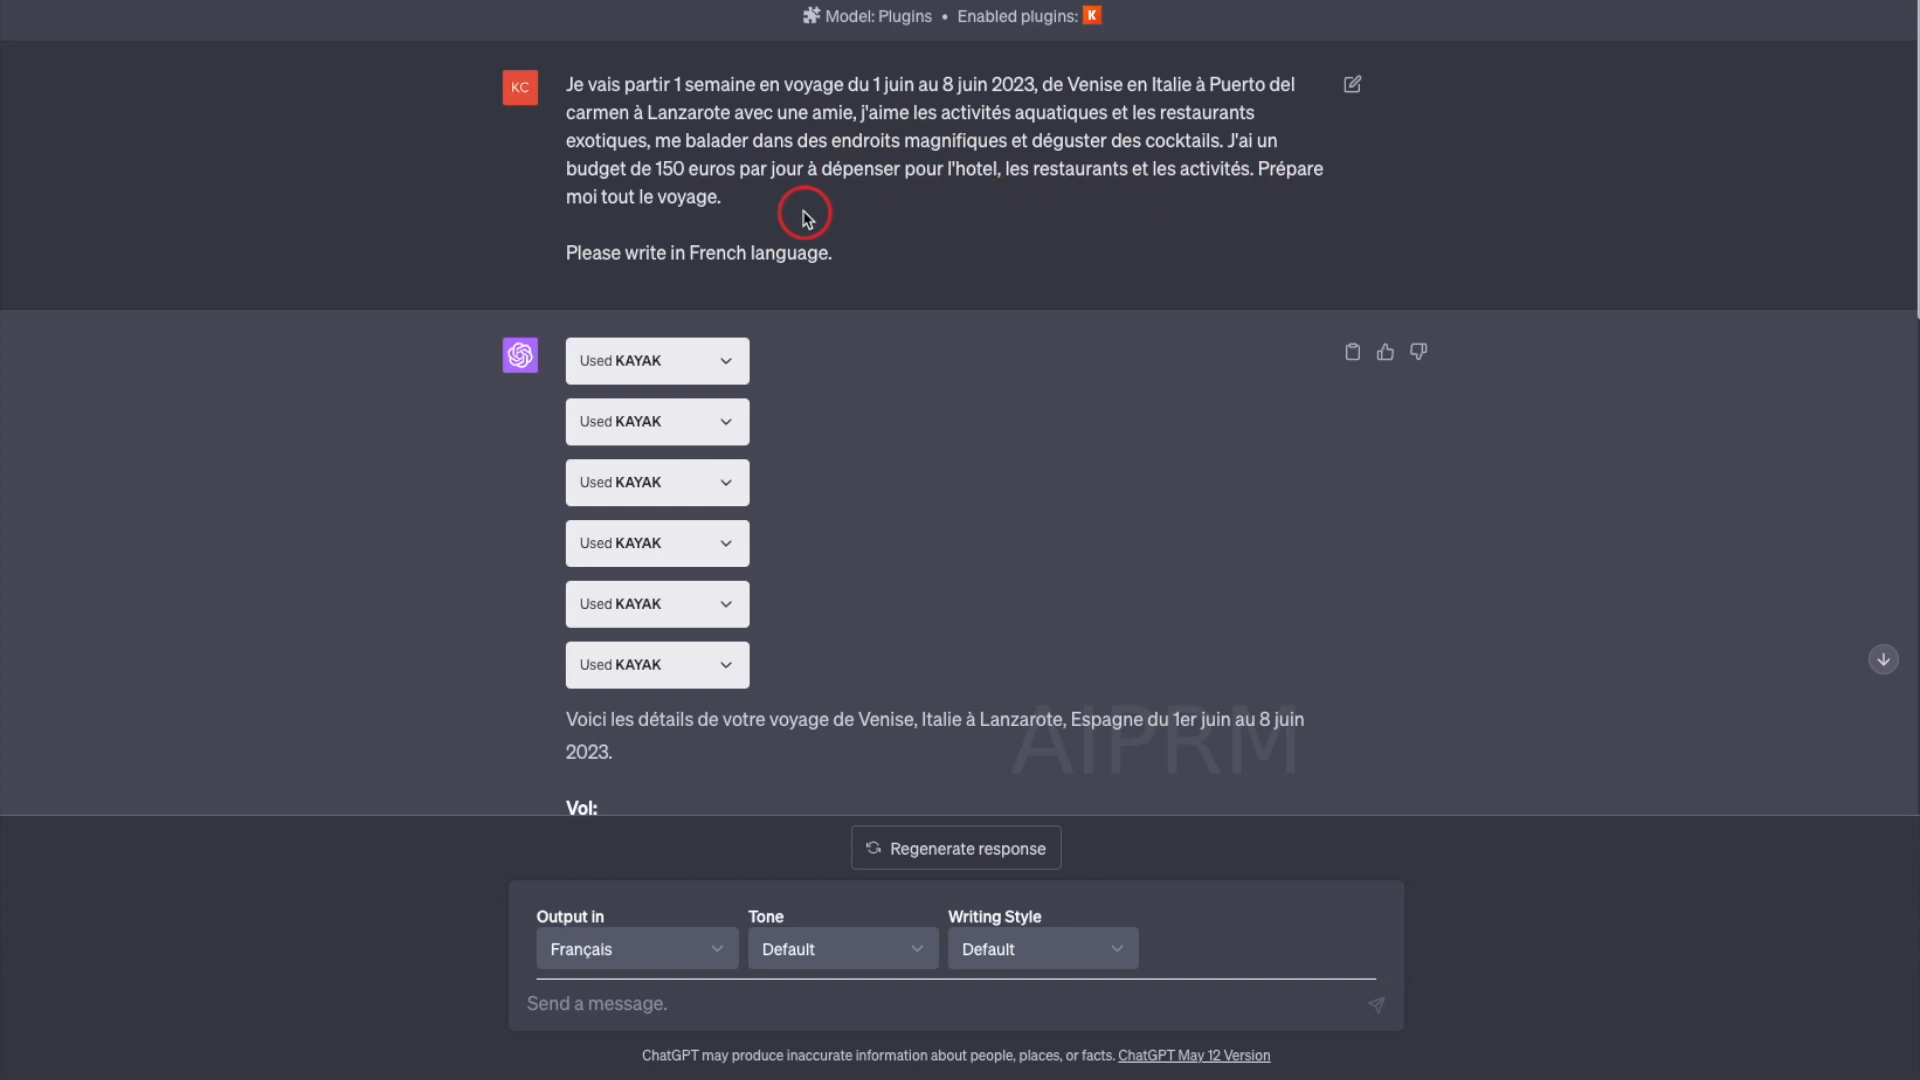 Model: Plugins • Enabled plugins: K
KC
Je vais partir 1 semaine en voyage du 1 juin au 8 juin 2023, de Venise en Italie à Puerto del
carmen à Lanzarote avec une amie, j'aime les activités aquatiques et les restaurants
exotiques, me balader dans des endroits magnifiques et déguster des cocktails. J'ai un
budget de 150 euros par jour à dépenser pour l'hotel, les restaurants et les activités. Prépare
moi tout le voyage.
Please write in French language.
Used KAYAK
Used KAYAK
Used KAYAK
Used KAYAK
Used KAYAK
Used KAYAK
Voici les détails de votre voyage de Venise, Italie à Lanzarote, Espagne du 1er juin au 8 juin
2023.
AIPRM
Vol:
Regenerate response
Output in Tone Writing Style
Français Default Default
Send a message.
ChatGPT may produce inaccurate information about people, places, or facts. ChatGPT May 12 Version